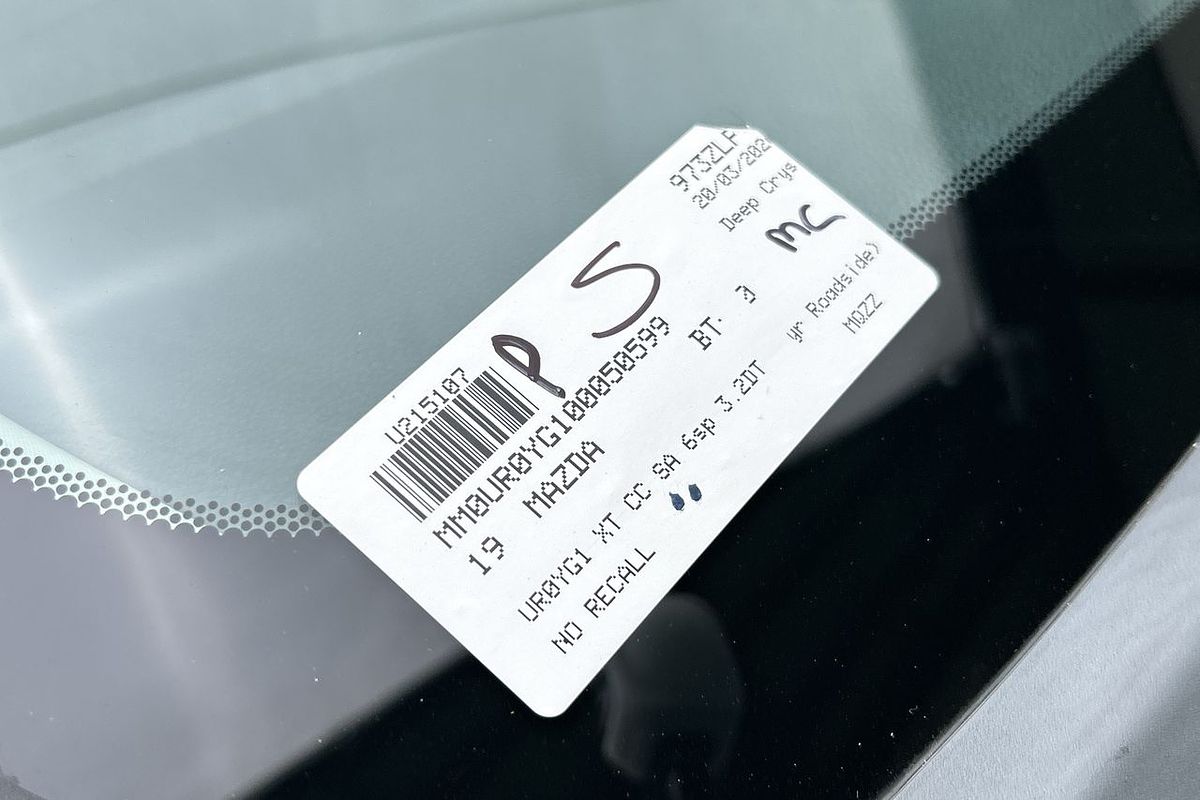 973ZLF
20/03/202
Deep Crys
MC
P S
U215107
MM0UR0YG100050599
19 MAZDA
BT: J
UR0YG1 XT CC SA 6sp 3.2DT yr Roadside)
NO RECALL
MQZZ